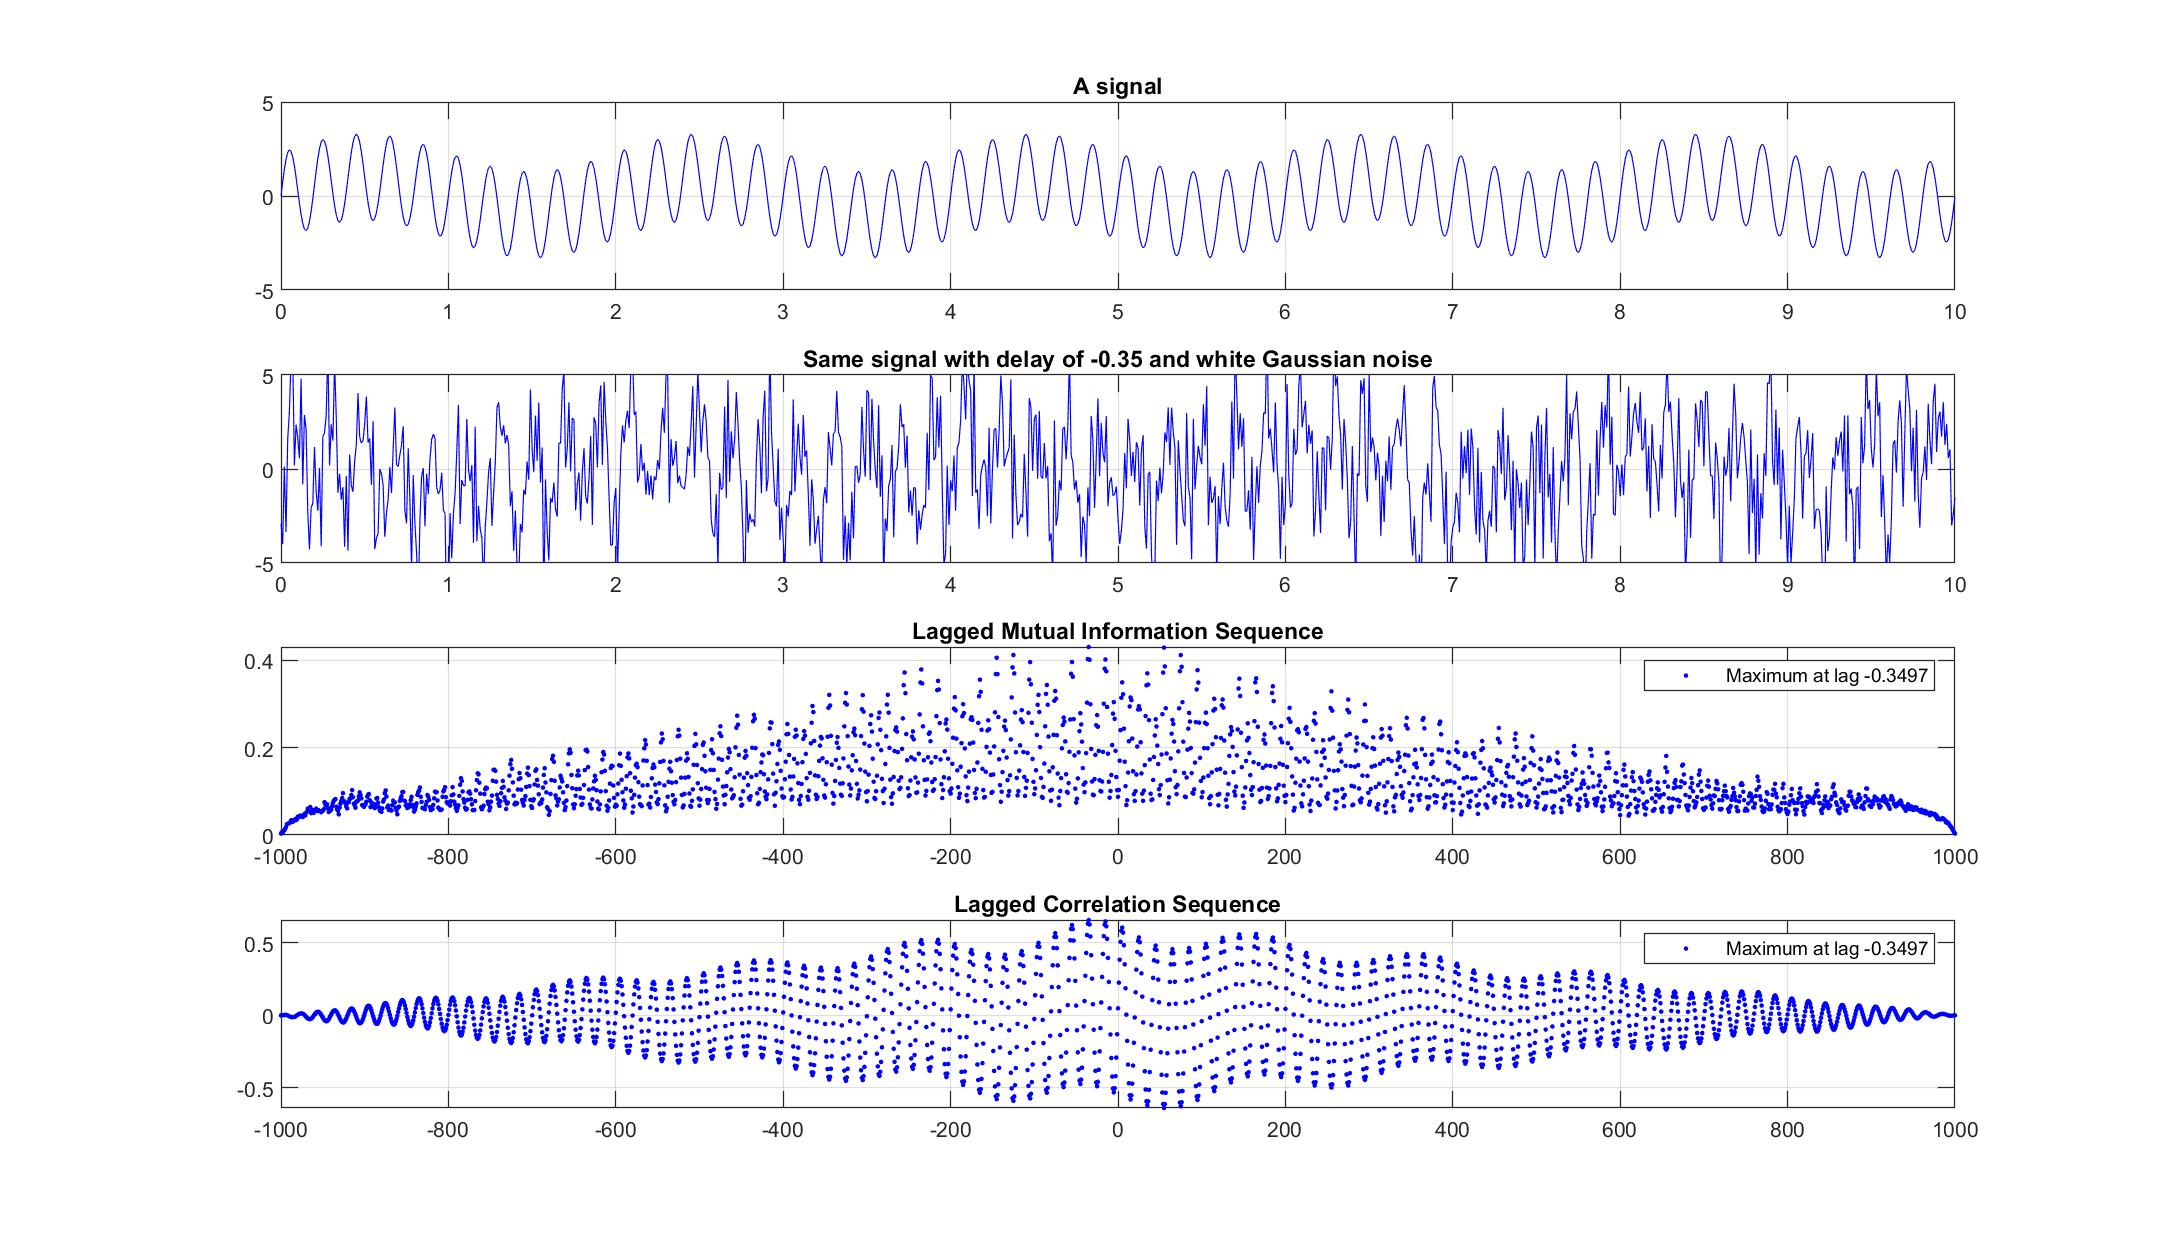 A signal
5
0
-5
0 1 2 3 4 5 6 7 8 9 10
Same signal with delay of -0.35 and white Gaussian noise
5
0
-5
0 1 2 3 4 5 6 7 8 9 10
Lagged Mutual Information Sequence
0.4
Maximum at lag -0.3497
0.2
0
-1000 -800 -600 -400 -200 0 200 400 600 800 1000
Lagged Correlation Sequence
0.5
Maximum at lag -0.3497
0
-0.5
-1000 -800 -600 -400 -200 0 200 400 600 800 1000